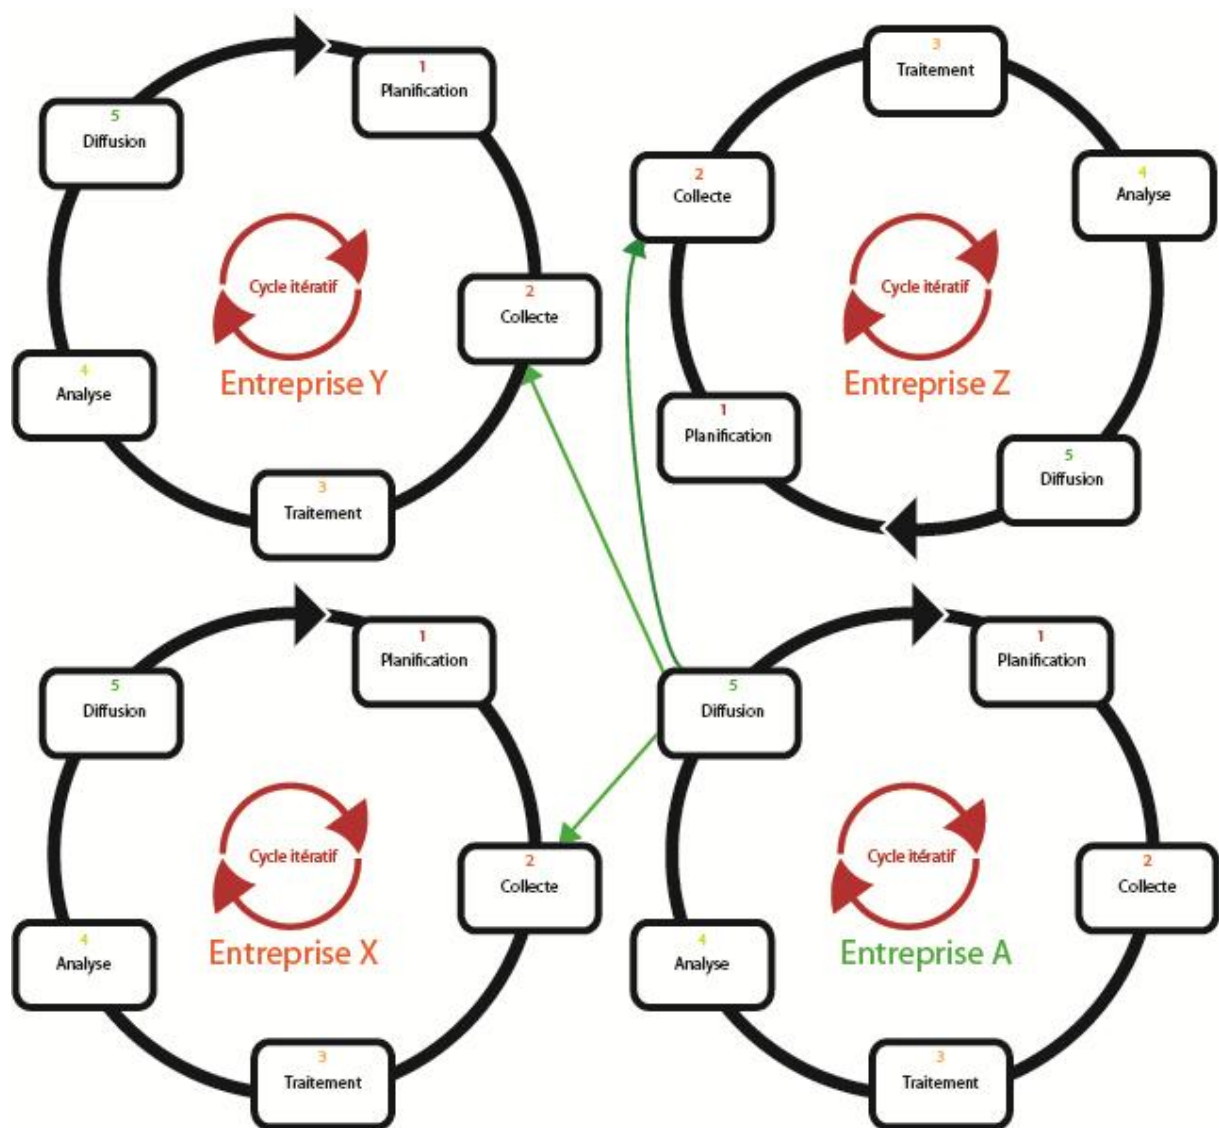 1
Planification
5
Diffusion
2
Collecte
Cycle itératif
Entreprise Y
4
Analyse
3
Traitement
3
Traitement
2
Collecte
4
Analyse
Cycle itératif
Entreprise Z
1
Planification
5
Diffusion
1
Planification
5
Diffusion
2
Collecte
Cycle itératif
Entreprise X
4
Analyse
3
Traitement
1
Planification
5
Diffusion
2
Collecte
Cycle itératif
Entreprise A
4
Analyse
3
Traitement